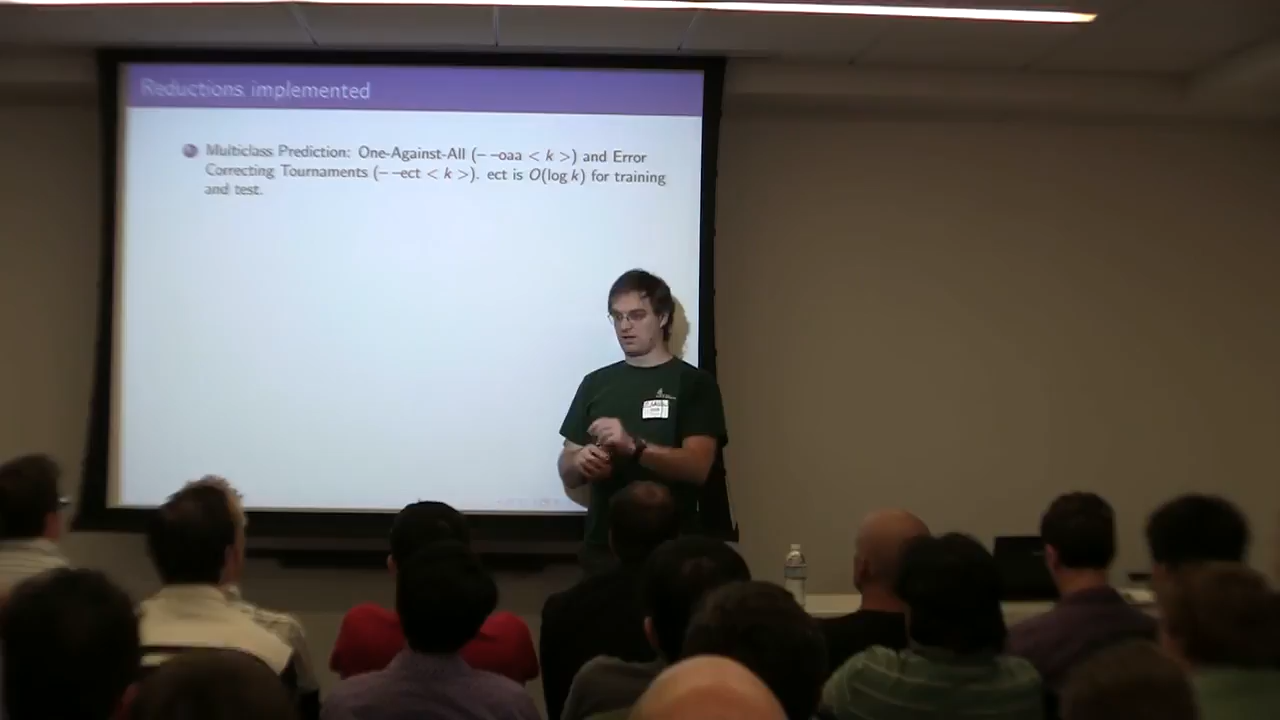 Reductions implemented
Multiclass Prediction: One-Against-All (--oaa < k >) and Error
Correcting Tournaments (--ect < k >). ect is O(log k) for training
and test.